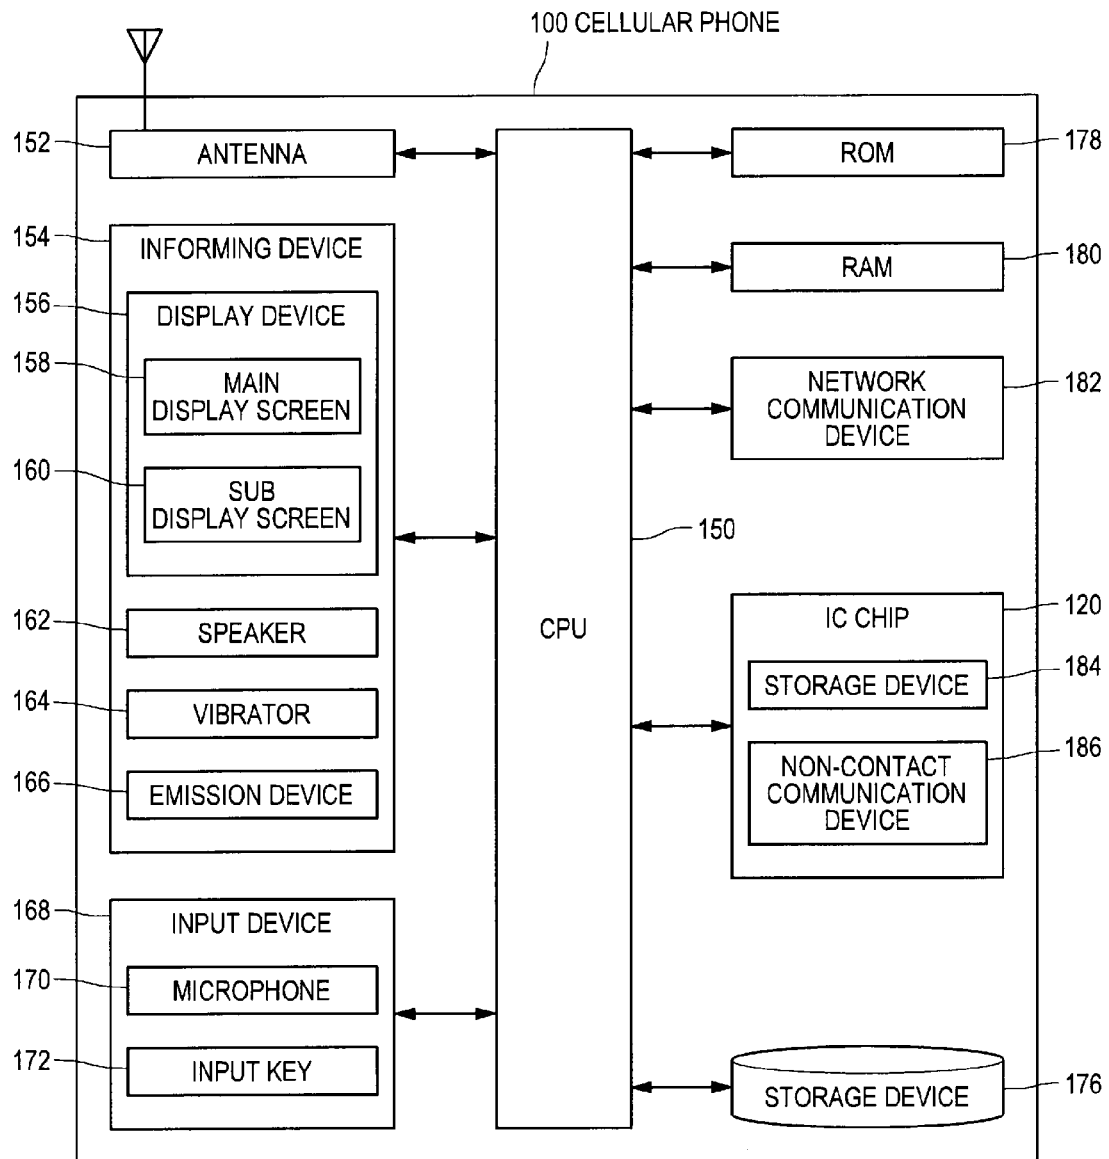 100 CELLULAR PHONE
152
ANTENNA
154
INFORMING DEVICE
156
DISPLAY DEVICE
158
MAIN
DISPLAY SCREEN
160
SUB
DISPLAY SCREEN
162
SPEAKER
164
VIBRATOR
166
EMISSION DEVICE
168
INPUT DEVICE
170
MICROPHONE
172
INPUT KEY
CPU
150
ROM
178
RAM
180
NETWORK
COMMUNICATION
DEVICE
182
IC CHIP
120
STORAGE DEVICE
184
NON-CONTACT
COMMUNICATION
DEVICE
186
STORAGE DEVICE
176